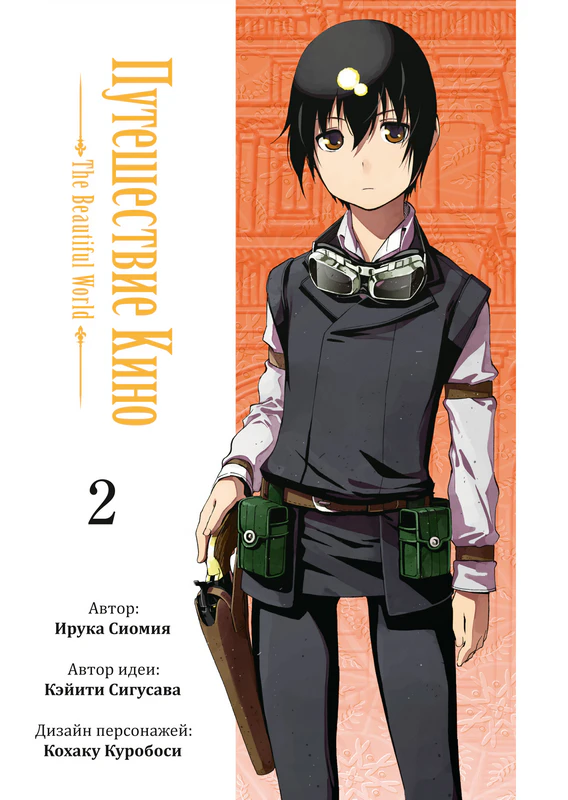 Путешествие Кино
The Beautiful World
2
Автор:
Ирука Сиомия
Автор идеи:
Кэйити Сигусава
Дизайн персонажей:
Кохаку Куробоси